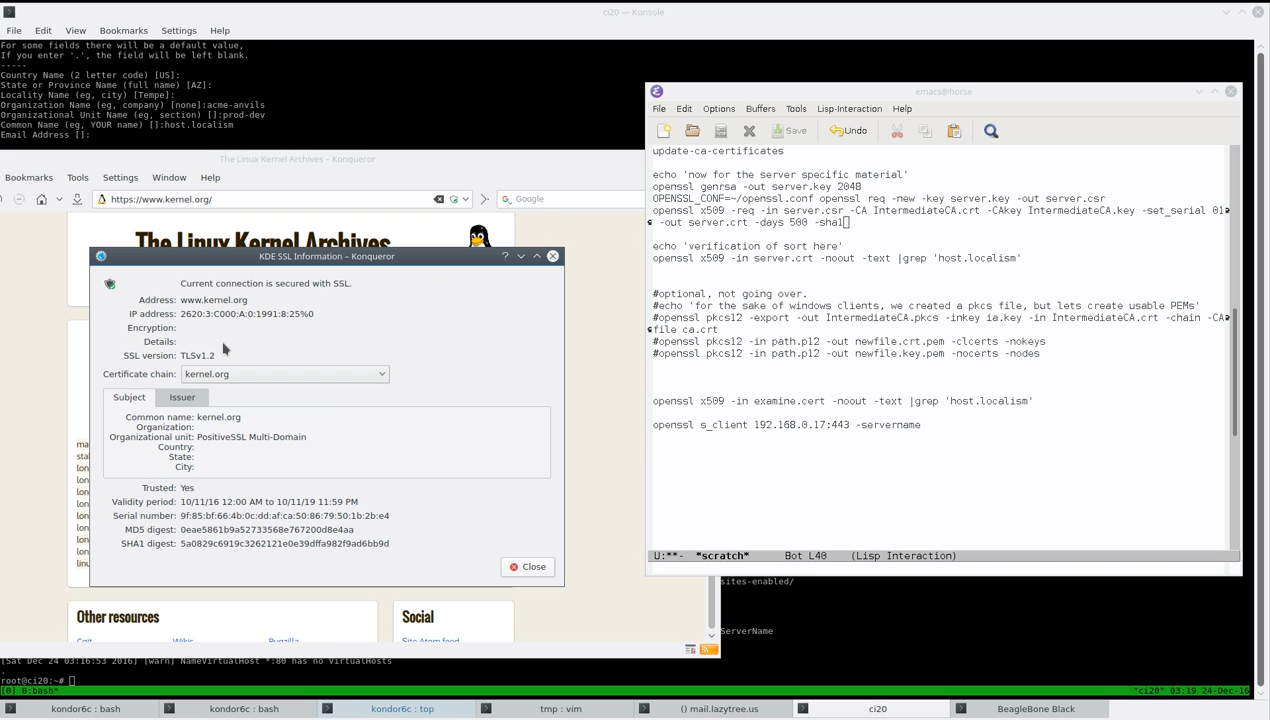 ci20 — Konsole
File Edit View Bookmarks Settings Help
For some fields there will be a default value,
If you enter '.', the field will be left blank.
-----
Country Name (2 letter code) [US]:
State or Province Name (full name) [AZ]:
Locality Name (eg, city) [Tempe]:
Organization Name (eg, company) [none]:acme-anvils
Organizational Unit Name (eg, section) []:prod-dev
Common Name (eg, YOUR name) []:host.localism
Email Address []:
The Linux Kernel Archives – Konqueror
Bookmarks Tools Settings Window Help
https://www.kernel.org/
Google
The Linux Kernel Archives
KDE SSL Information – Konqueror
Current connection is secured with SSL.
Address: www.kernel.org
IP address: 2620:3:C000:A:0:1991:8:25%0
Encryption:
Details:
SSL version: TLSv1.2
Certificate chain: kernel.org
Subject Issuer
Common name: kernel.org
Organization:
Organizational unit: PositiveSSL Multi-Domain
Country:
State:
City:
Trusted: Yes
Validity period: 10/11/16 12:00 AM to 10/11/19 11:59 PM
Serial number: 9f:85:bf:66:4b:0c:dd:af:ca:50:86:79:50:1b:2b:e4
MD5 digest: 0eae5861b9a52733568e767200d8e4aa
SHA1 digest: 5a0829c6919c3262121e0e39dffa982f9ad6bb9d
Close
ma
sta
lon
lon
lon
lon
lon
lon
lon
lon
linu
Other resources
Social
Cgit Wikis Bugzilla
Site Atom feed
emacs@horse
File Edit Options Buffers Tools Lisp-Interaction Help
Save Undo
update-ca-certificates
echo 'now for the server specific material'
openssl genrsa -out server.key 2048
OPENSSL_CONF=~/openssl.conf openssl req -new -key server.key -out server.csr
openssl x509 -req -in server.csr -CA IntermediateCA.crt -CAkey IntermediateCA.key -set_serial 01
-out server.crt -days 500 -sha1
echo 'verification of sort here'
openssl x509 -in server.crt -noout -text |grep 'host.localism'
#optional, not going over.
#echo 'for the sake of windows clients, we created a pkcs file, but lets create usable PEMs'
#openssl pkcs12 -export -out IntermediateCA.pkcs -inkey ia.key -in IntermediateCA.crt -chain -CA
file ca.crt
#openssl pkcs12 -in path.p12 -out newfile.crt.pem -clcerts -nokeys
#openssl pkcs12 -in path.p12 -out newfile.key.pem -nocerts -nodes
openssl x509 -in examine.cert -noout -text |grep 'host.localism'
openssl s_client 192.168.0.17:443 -servername
U:**- *scratch* Bot L40 (Lisp Interaction)
sites-enabled/
ServerName
[Sat Dec 24 03:16:53 2016] [warn] NameVirtualHost *:80 has no VirtualHosts
.
root@ci20:~#
[0] 0:bash* "ci20" 03:19 24-Dec-16
kondor6c : bash kondor6c : bash kondor6c : top tmp : vim () mail.lazytree.us ci20 BeagleBone Black